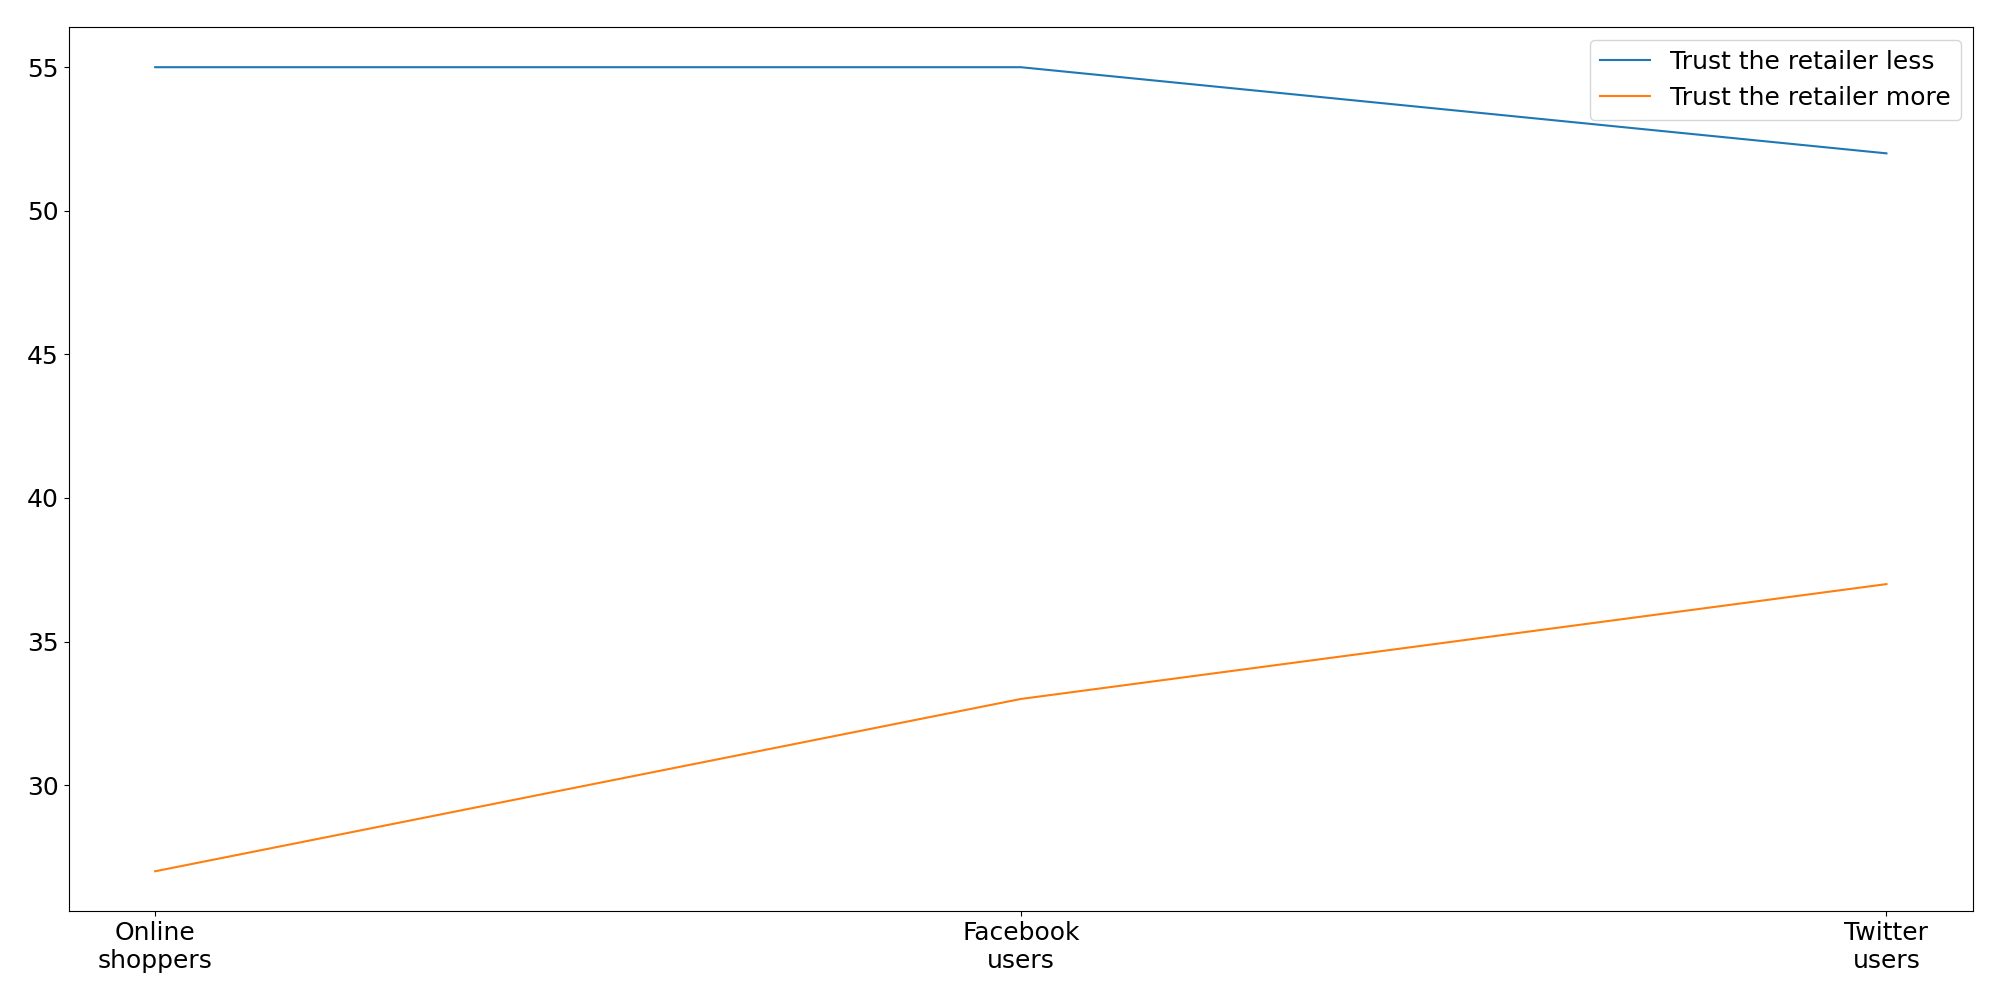 Trust the retailer less
Trust the retailer more
55
50
45
40
35
30
Online
shoppers
Facebook
users
Twitter
users